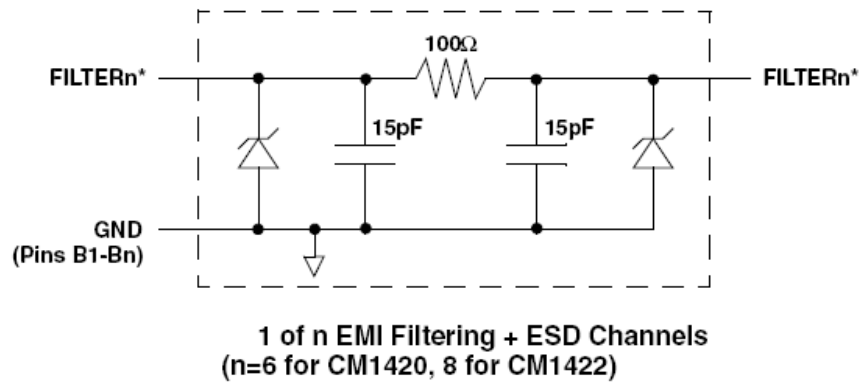 100Ω
FILTERn*
FILTERn*
15pF
15pF
GND
(Pins B1-Bn)
1 of n EMI Filtering + ESD Channels
(n=6 for CM1420, 8 for CM1422)